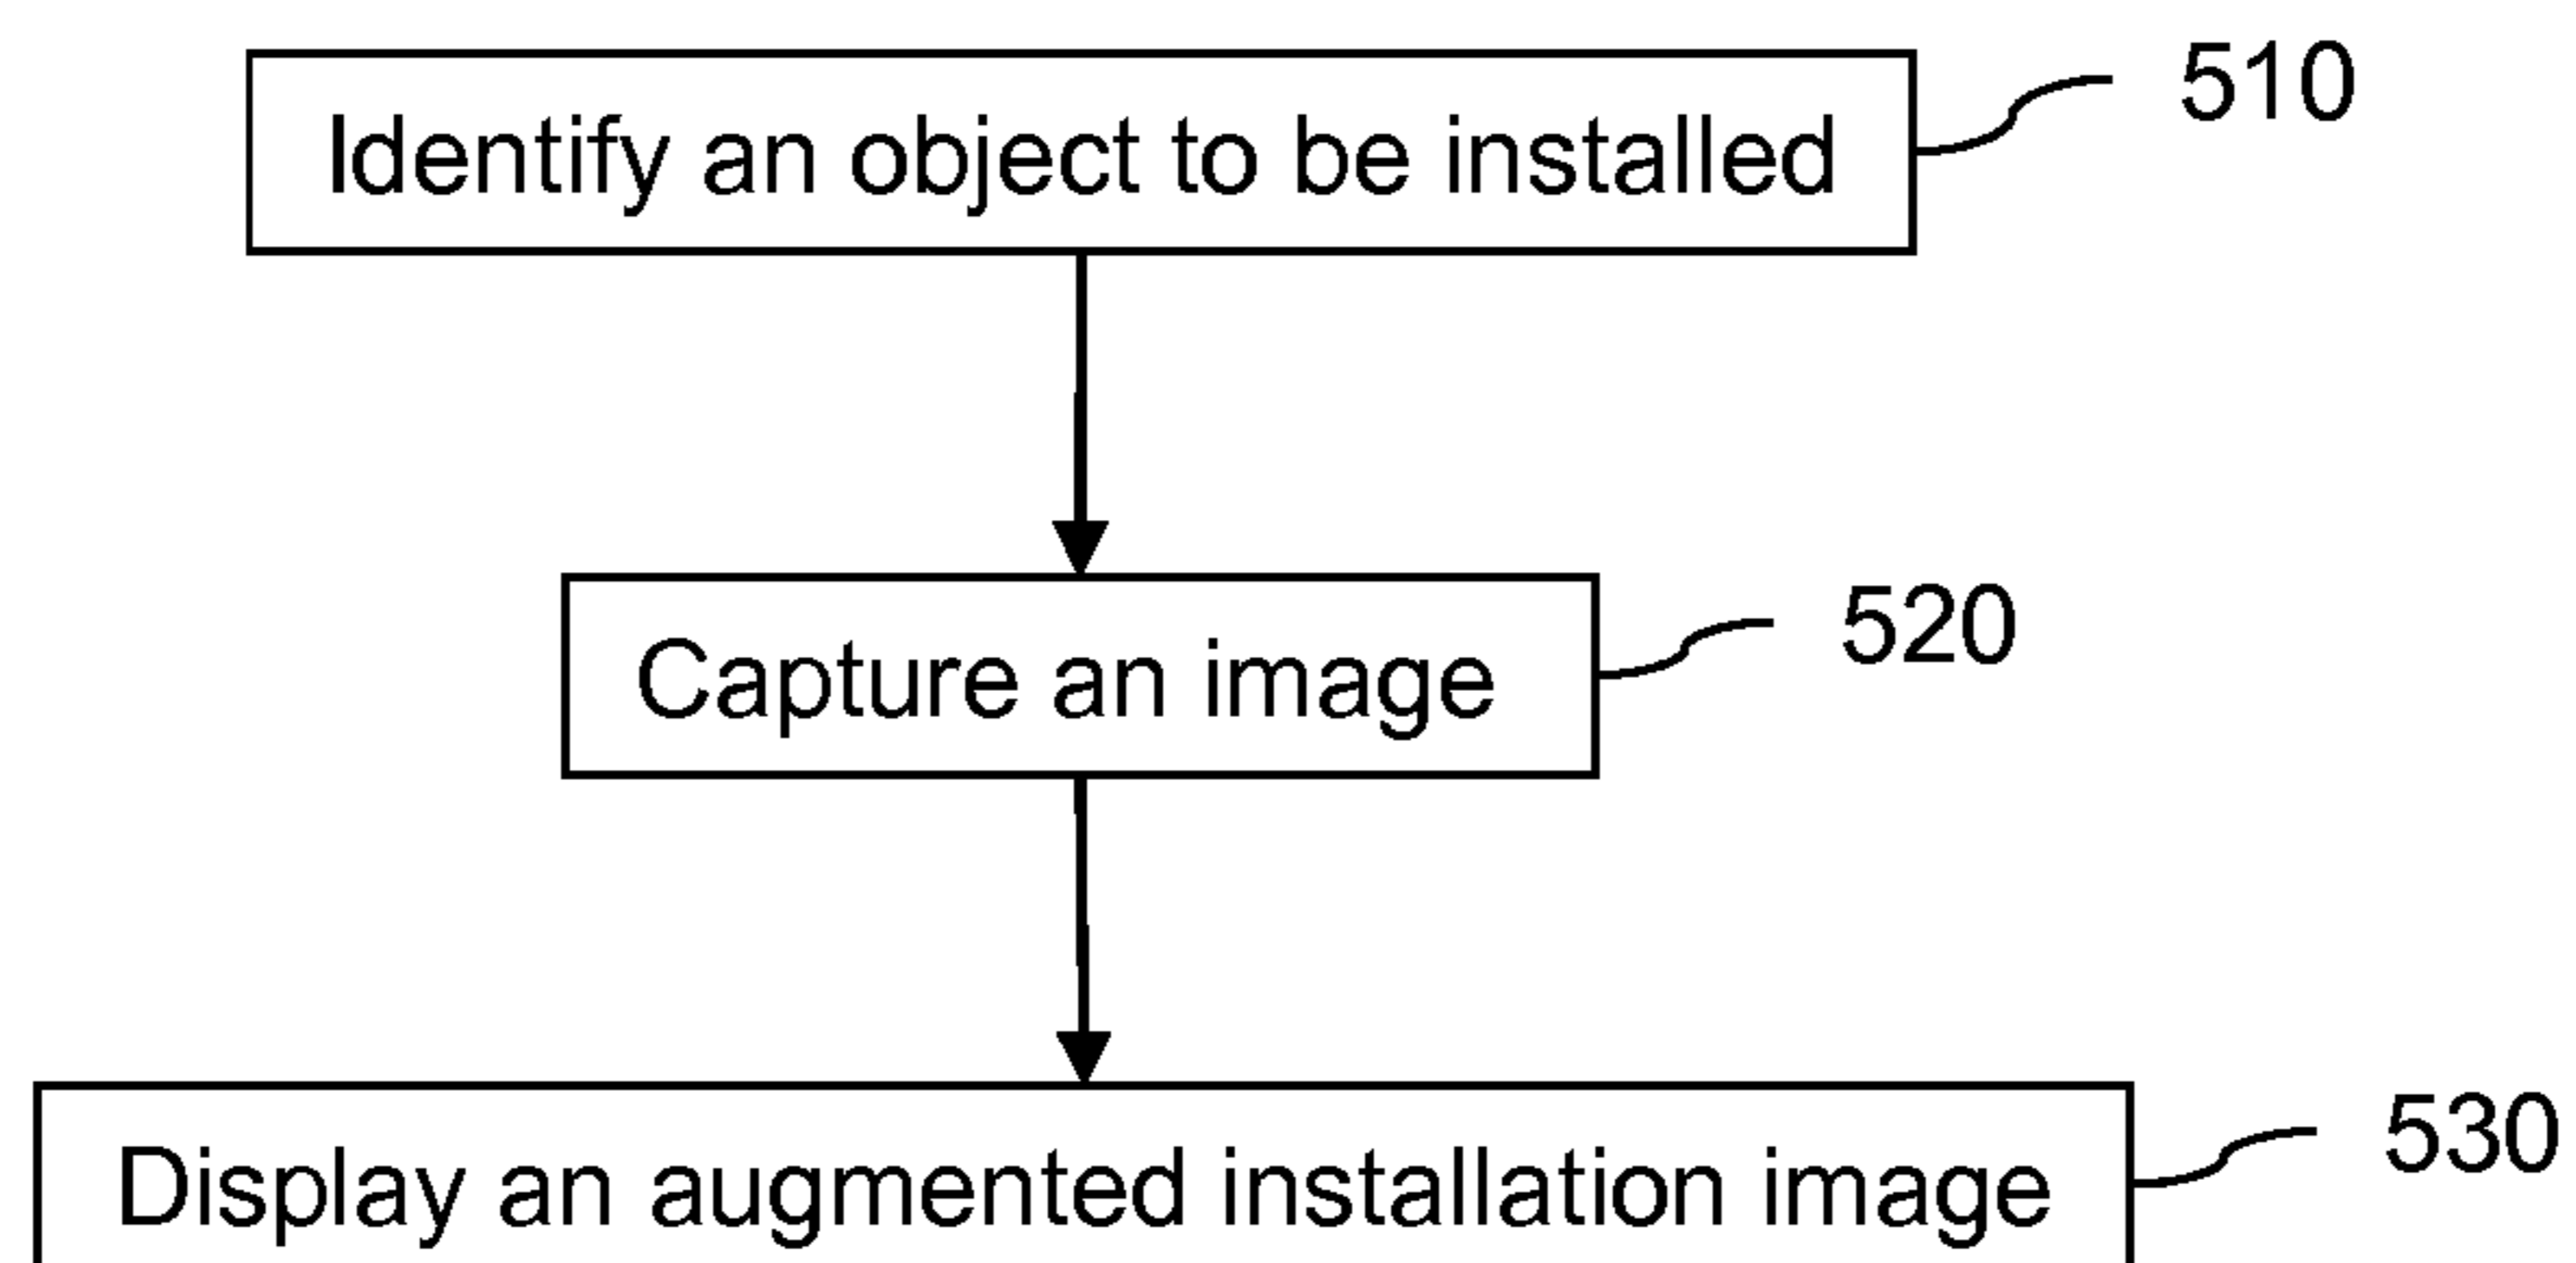 Identify an object to be installed
510
Capture an image
520
Display an augmented installation image
530